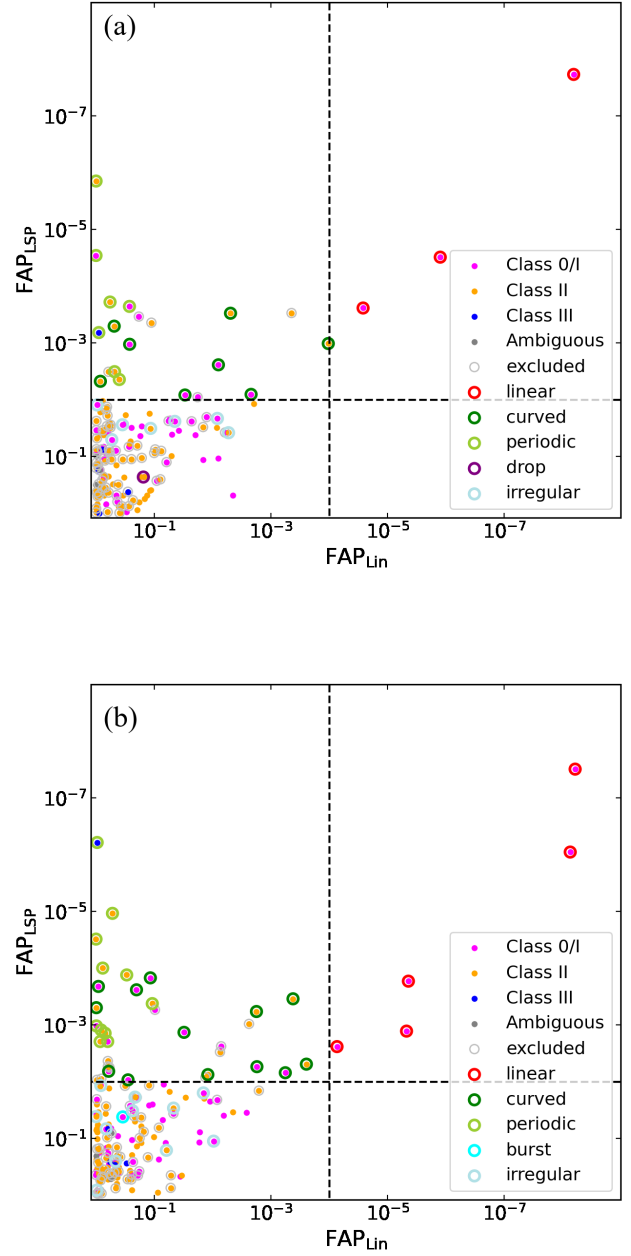 (a)
10⁻⁷
10⁻⁵
10⁻³
10⁻¹
FAP_LSP
Class 0/I
Class II
Class III
Ambiguous
excluded
linear
curved
periodic
drop
irregular
10⁻¹ 10⁻³ 10⁻⁵ 10⁻⁷
FAP_Lin
(b)
10⁻⁷
10⁻⁵
10⁻³
10⁻¹
FAP_LSP
Class 0/I
Class II
Class III
Ambiguous
excluded
linear
curved
periodic
burst
irregular
10⁻¹ 10⁻³ 10⁻⁵ 10⁻⁷
FAP_Lin